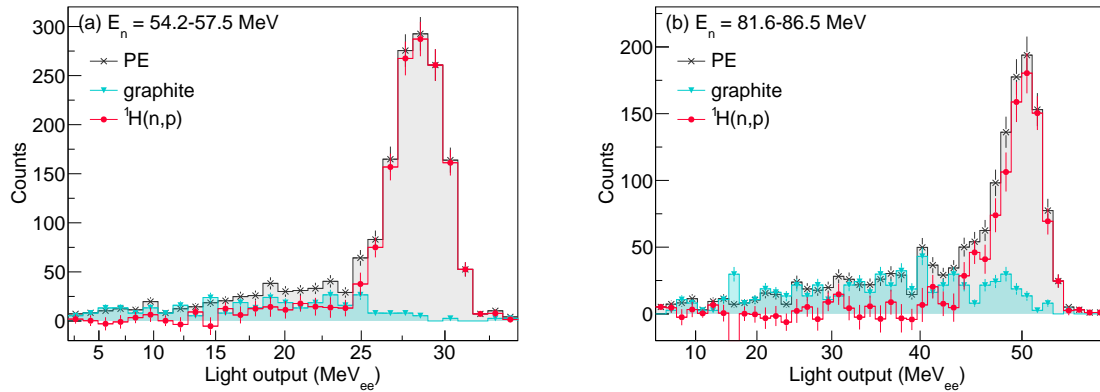 (a) E_n = 54.2-57.5 MeV
PE
graphite
¹H(n,p)
Counts
300
250
200
150
100
50
0
5 10 15 20 25 30
Light output (MeV_ee)
(b) E_n = 81.6-86.5 MeV
PE
graphite
¹H(n,p)
Counts
200
150
100
50
0
10 20 30 40 50
Light output (MeV_ee)